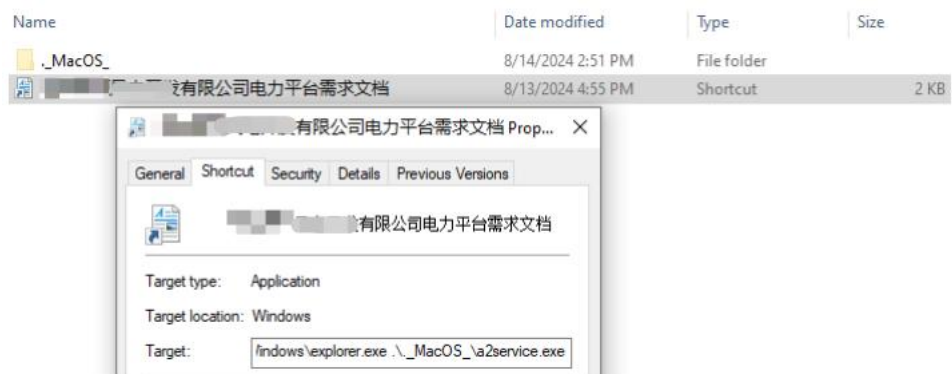 Name Date modified Type Size
._MacOS_ 8/14/2024 2:51 PM File folder
有限公司电力平台需求文档 8/13/2024 4:55 PM Shortcut 2 KB
有限公司电力平台需求文档 Prop...
General Shortcut Security Details Previous Versions
有限公司电力平台需求文档
Target type: Application
Target location: Windows
Target: indows\explorer.exe .\._MacOS_\a2service.exe